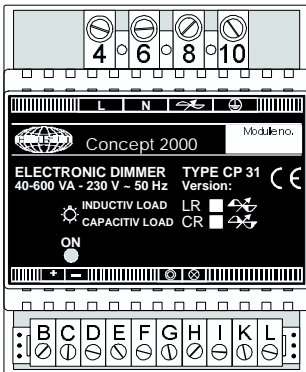 4 6 8 10
L N
Concept 2000
Module no.
ELECTRONIC DIMMER TYPE CP 31
40-600 VA - 230 V ~ 50 Hz Version:
CE
INDUCTIV LOAD LR
CAPACITIV LOAD CR
ON
+ −
B C D E F G H I K L